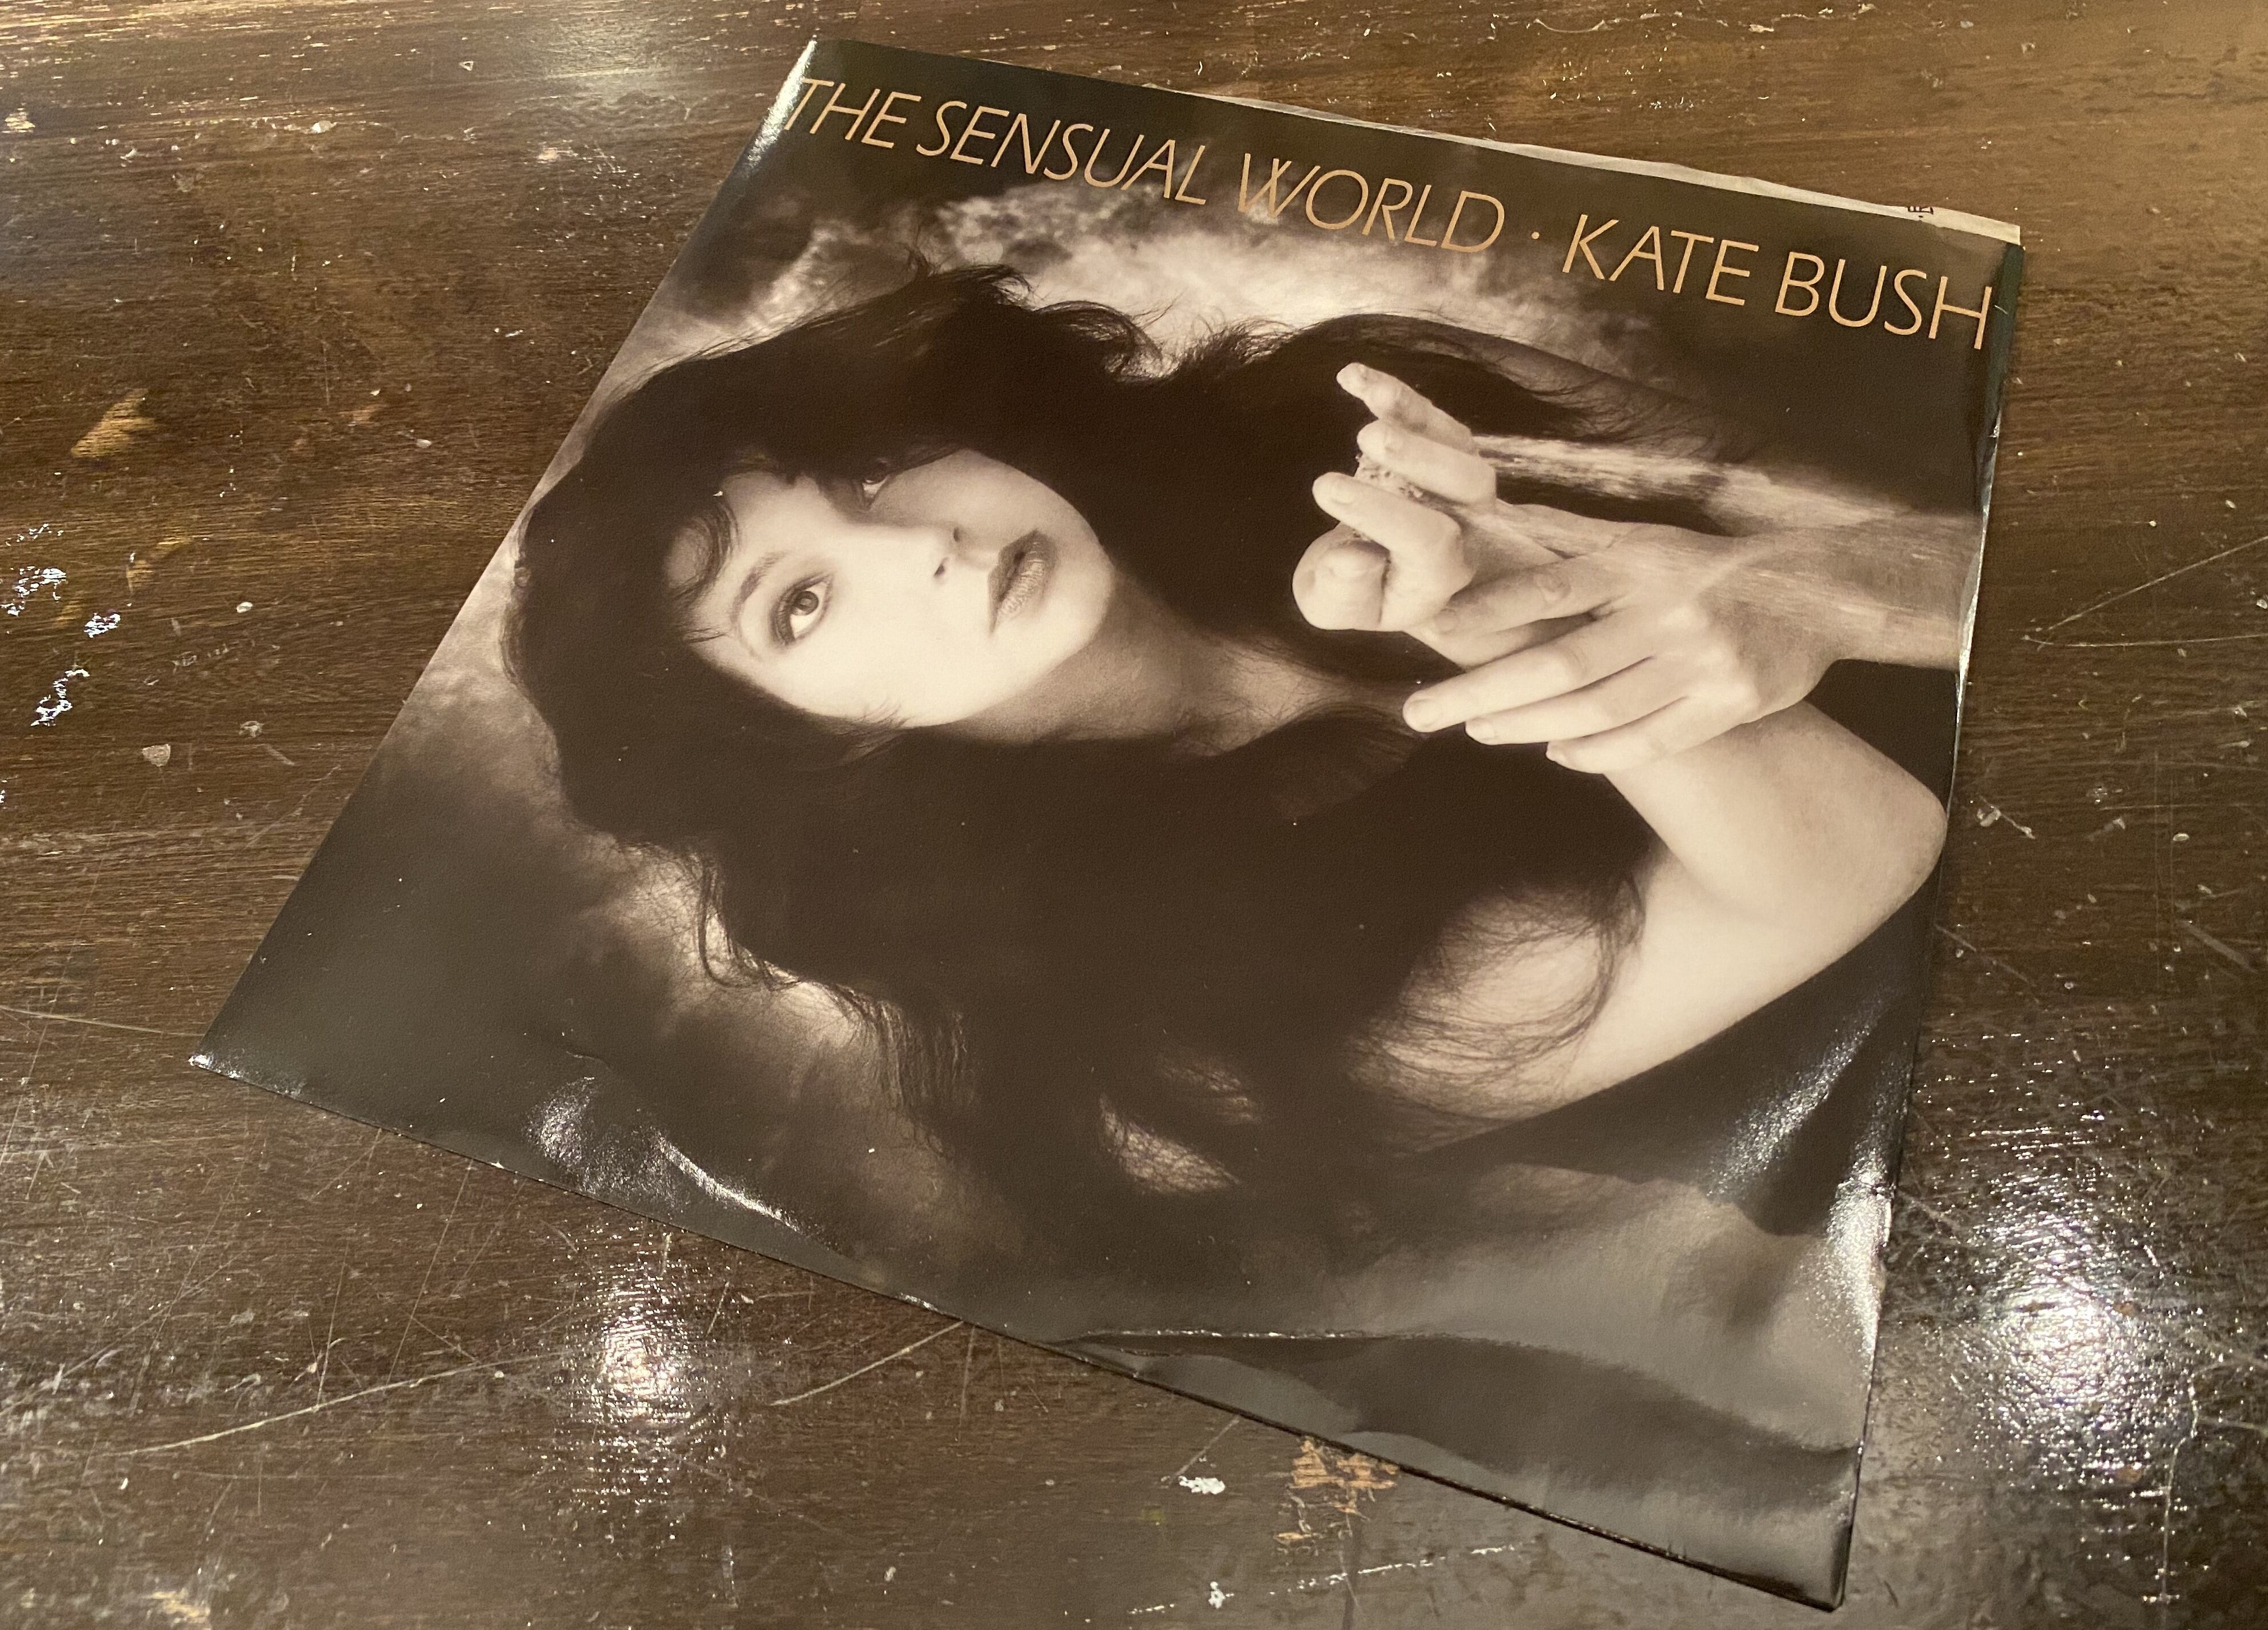 THE SENSUAL WORLD · KATE BUSH